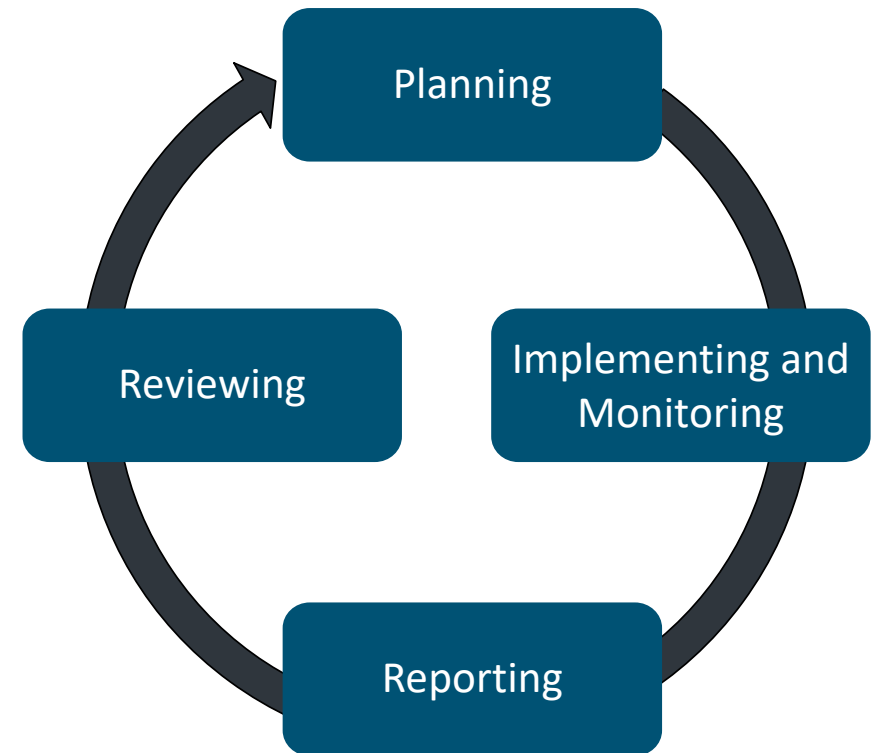 Planning
Implementing and
Monitoring
Reporting
Reviewing